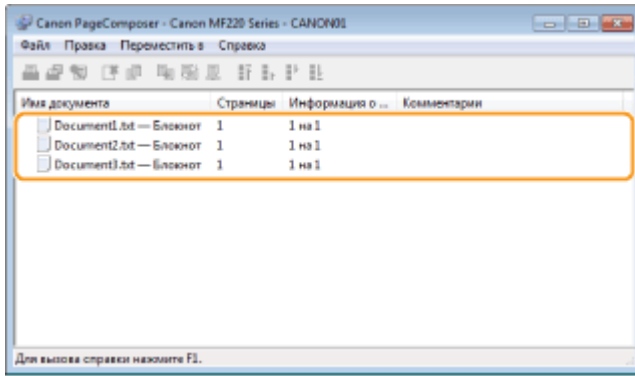 Canon PageComposer - Canon MF220 Series - CANON01
Файл Правка Переместить в Справка
Имя документа Страницы Информация о ... Комментарии
Document1.txt — Блокнот 1 1 на 1
Document2.txt — Блокнот 1 1 на 1
Document3.txt — Блокнот 1 1 на 1
Для вызова справки нажмите F1.